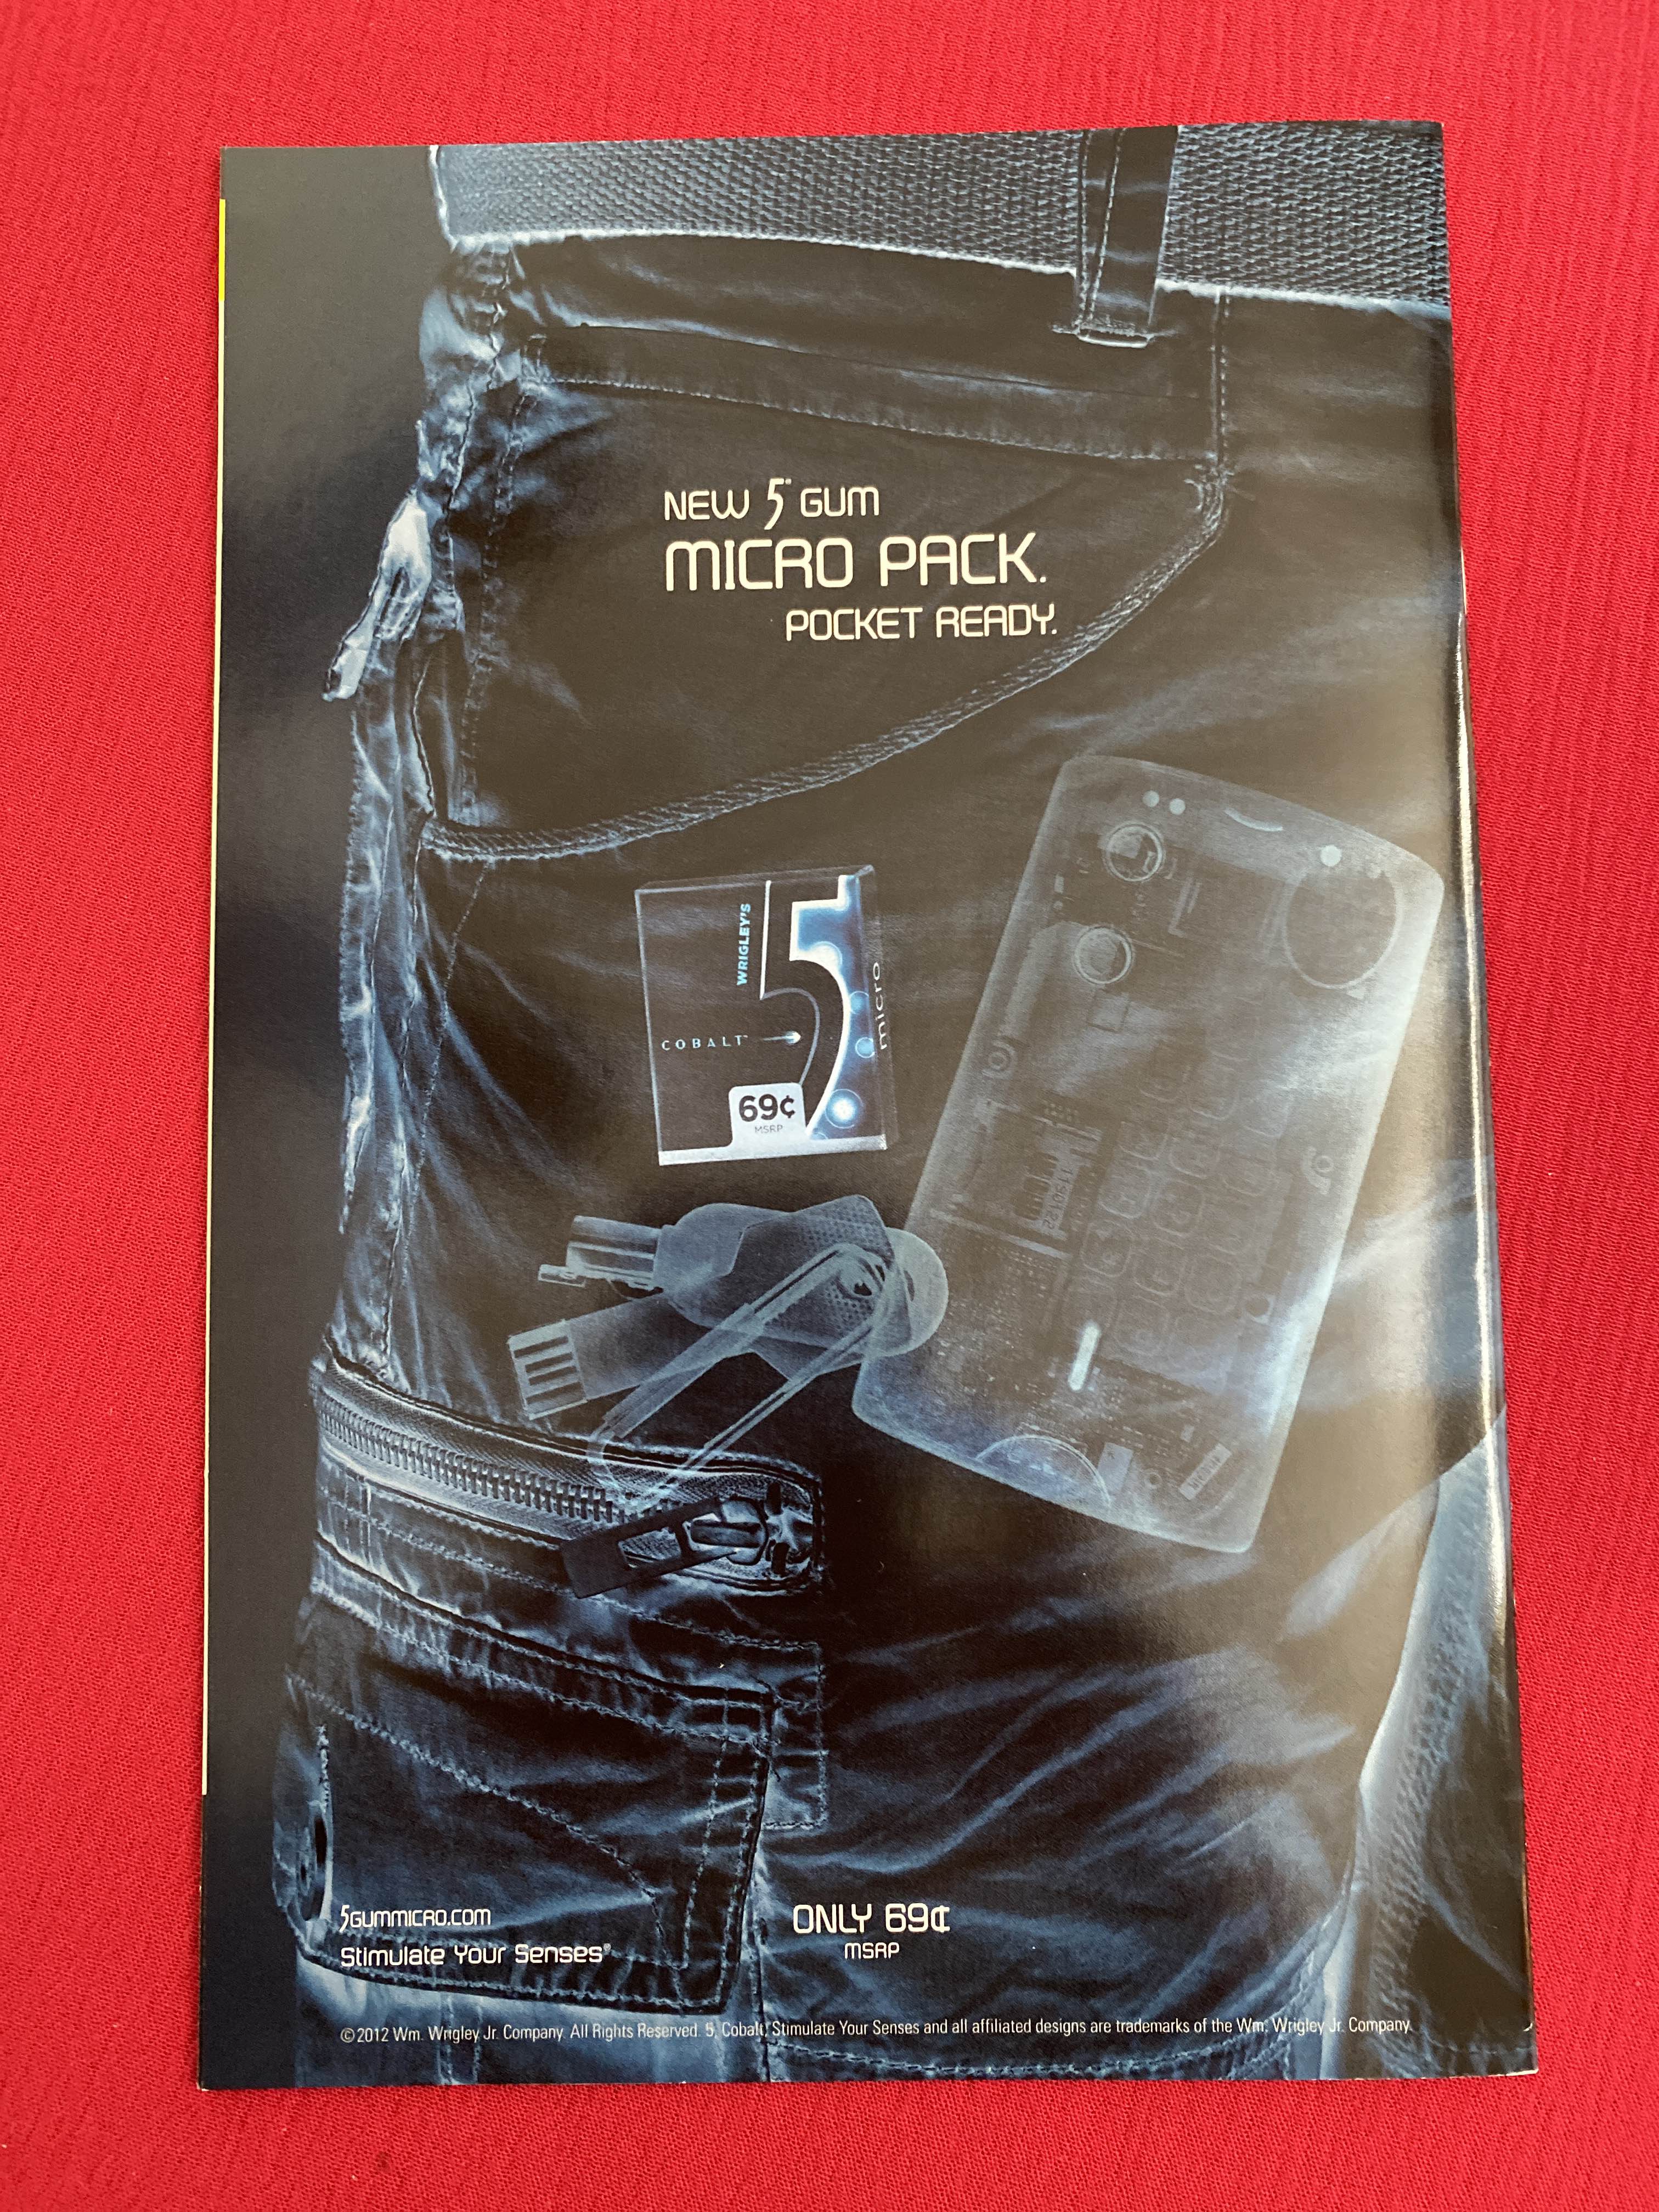 NEW 5™ GUM
MICRO PACK.
POCKET READY.
WRIGLEY'S
5
micro
COBALT™
69¢
MSRP
5GUMMICRO.COM
Stimulate Your Senses®
ONLY 69¢
MSRP
©2012 Wm. Wrigley Jr. Company. All Rights Reserved. 5, Cobalt, Stimulate Your Senses and all affiliated designs are trademarks of the Wm. Wrigley Jr. Company.